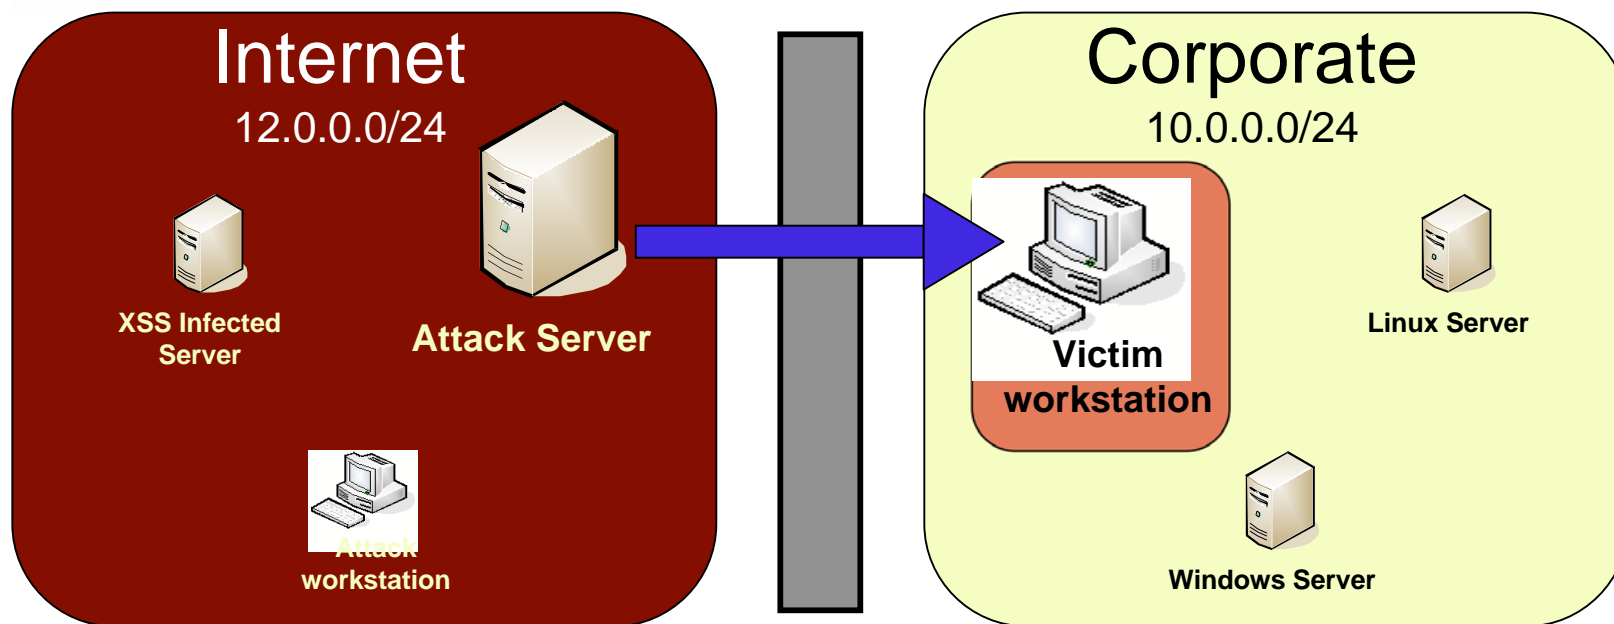 Internet
12.0.0.0/24
XSS Infected
Server
Attack Server
Attack
workstation
Corporate
10.0.0.0/24
Victim
workstation
Linux Server
Windows Server